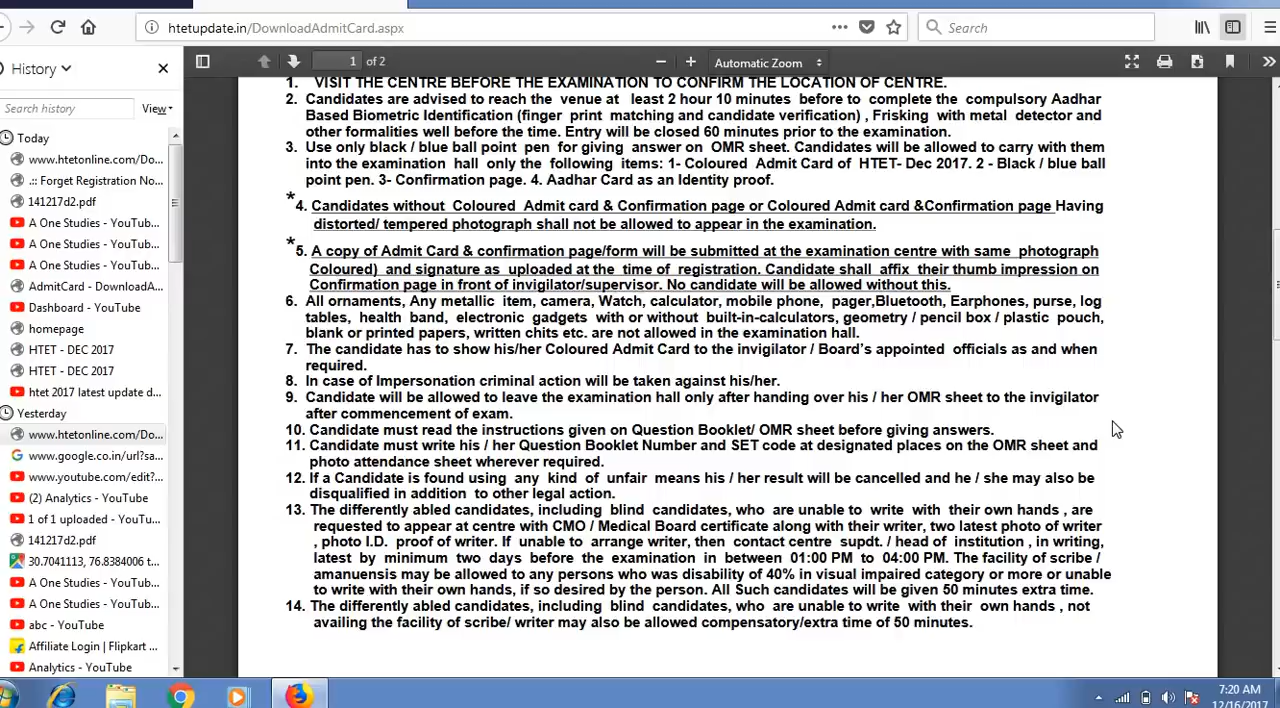 htetupdate.in/DownloadAdmitCard.aspx
Search
History
1 of 2
Automatic Zoom
Search history
View
Today
www.htetonline.com/Do...
.:: Forget Registration No...
141217d2.pdf
A One Studies - YouTub...
A One Studies - YouTub...
A One Studies - YouTub...
AdmitCard - DownloadA...
Dashboard - YouTube
homepage
HTET - DEC 2017
HTET - DEC 2017
htet 2017 latest update d...
Yesterday
www.htetonline.com/Do...
www.google.co.in/url?sa...
www.youtube.com/edit?...
(2) Analytics - YouTube
1 of 1 uploaded - YouTube
141217d2.pdf
30.7041113, 76.8384006 t...
A One Studies - YouTub...
A One Studies - YouTub...
abc - YouTube
Affiliate Login | Flipkart ...
Analytics - YouTube
1. VISIT THE CENTRE BEFORE THE EXAMINATION TO CONFIRM THE LOCATION OF CENTRE.
2. Candidates are advised to reach the venue at least 2 hour 10 minutes before to complete the compulsory Aadhar
Based Biometric Identification (finger print matching and candidate verification) , Frisking with metal detector and
other formalities well before the time. Entry will be closed 60 minutes prior to the examination.
3. Use only black / blue ball point pen for giving answer on OMR sheet. Candidates will be allowed to carry with them
into the examination hall only the following items: 1- Coloured Admit Card of HTET- Dec 2017. 2 - Black / blue ball
point pen. 3- Confirmation page. 4. Aadhar Card as an Identity proof.
*4. Candidates without Coloured Admit card & Confirmation page or Coloured Admit card &Confirmation page Having
distorted/ tempered photograph shall not be allowed to appear in the examination.
*5. A copy of Admit Card & confirmation page/form will be submitted at the examination centre with same photograph
Coloured) and signature as uploaded at the time of registration. Candidate shall affix their thumb impression on
Confirmation page in front of invigilator/supervisor. No candidate will be allowed without this.
6. All ornaments, Any metallic item, camera, Watch, calculator, mobile phone, pager,Bluetooth, Earphones, purse, log
tables, health band, electronic gadgets with or without built-in-calculators, geometry / pencil box / plastic pouch,
blank or printed papers, written chits etc. are not allowed in the examination hall.
7. The candidate has to show his/her Coloured Admit Card to the invigilator / Board's appointed officials as and when
required.
8. In case of Impersonation criminal action will be taken against his/her.
9. Candidate will be allowed to leave the examination hall only after handing over his / her OMR sheet to the invigilator
after commencement of exam.
10. Candidate must read the instructions given on Question Booklet/ OMR sheet before giving answers.
11. Candidate must write his / her Question Booklet Number and SET code at designated places on the OMR sheet and
photo attendance sheet wherever required.
12. If a Candidate is found using any kind of unfair means his / her result will be cancelled and he / she may also be
disqualified in addition to other legal action.
13. The differently abled candidates, including blind candidates, who are unable to write with their own hands , are
requested to appear at centre with CMO / Medical Board certificate along with their writer, two latest photo of writer
, photo I.D. proof of writer. If unable to arrange writer, then contact centre supdt. / head of institution , in writing,
latest by minimum two days before the examination in between 01:00 PM to 04:00 PM. The facility of scribe /
amanuensis may be allowed to any persons who was disability of 40% in visual impaired category or more or unable
to write with their own hands, if so desired by the person. All Such candidates will be given 50 minutes extra time.
14. The differently abled candidates, including blind candidates, who are unable to write with their own hands , not
availing the facility of scribe/ writer may also be allowed compensatory/extra time of 50 minutes.
7:20 AM
12/16/2017